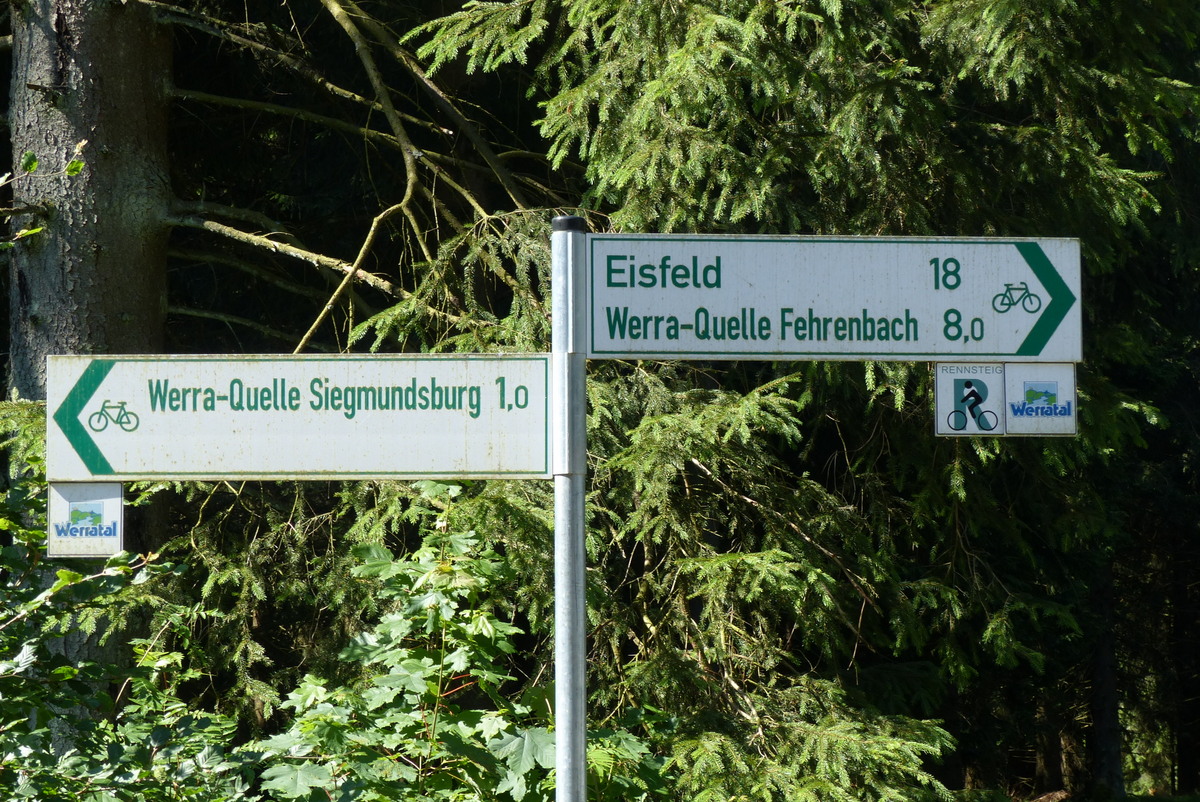 Eisfeld 18
Werra-Quelle Fehrenbach 8,0
RENNSTEIG
R
Werratal
Werra-Quelle Siegmundsburg 1,0
Werratal